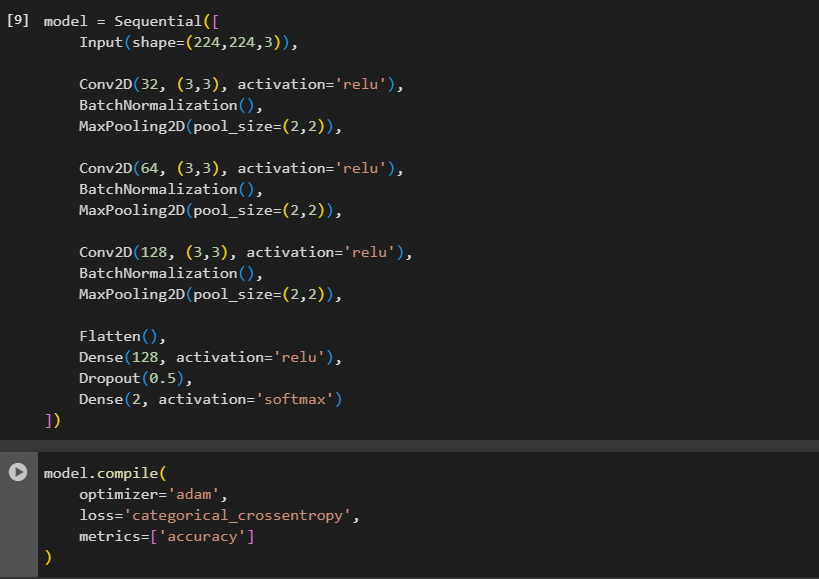 [9] model = Sequential([
Input(shape=(224,224,3)),
Conv2D(32, (3,3), activation='relu'),
BatchNormalization(),
MaxPooling2D(pool_size=(2,2)),
Conv2D(64, (3,3), activation='relu'),
BatchNormalization(),
MaxPooling2D(pool_size=(2,2)),
Conv2D(128, (3,3), activation='relu'),
BatchNormalization(),
MaxPooling2D(pool_size=(2,2)),
Flatten(),
Dense(128, activation='relu'),
Dropout(0.5),
Dense(2, activation='softmax')
])
model.compile(
optimizer='adam',
loss='categorical_crossentropy',
metrics=['accuracy']
)